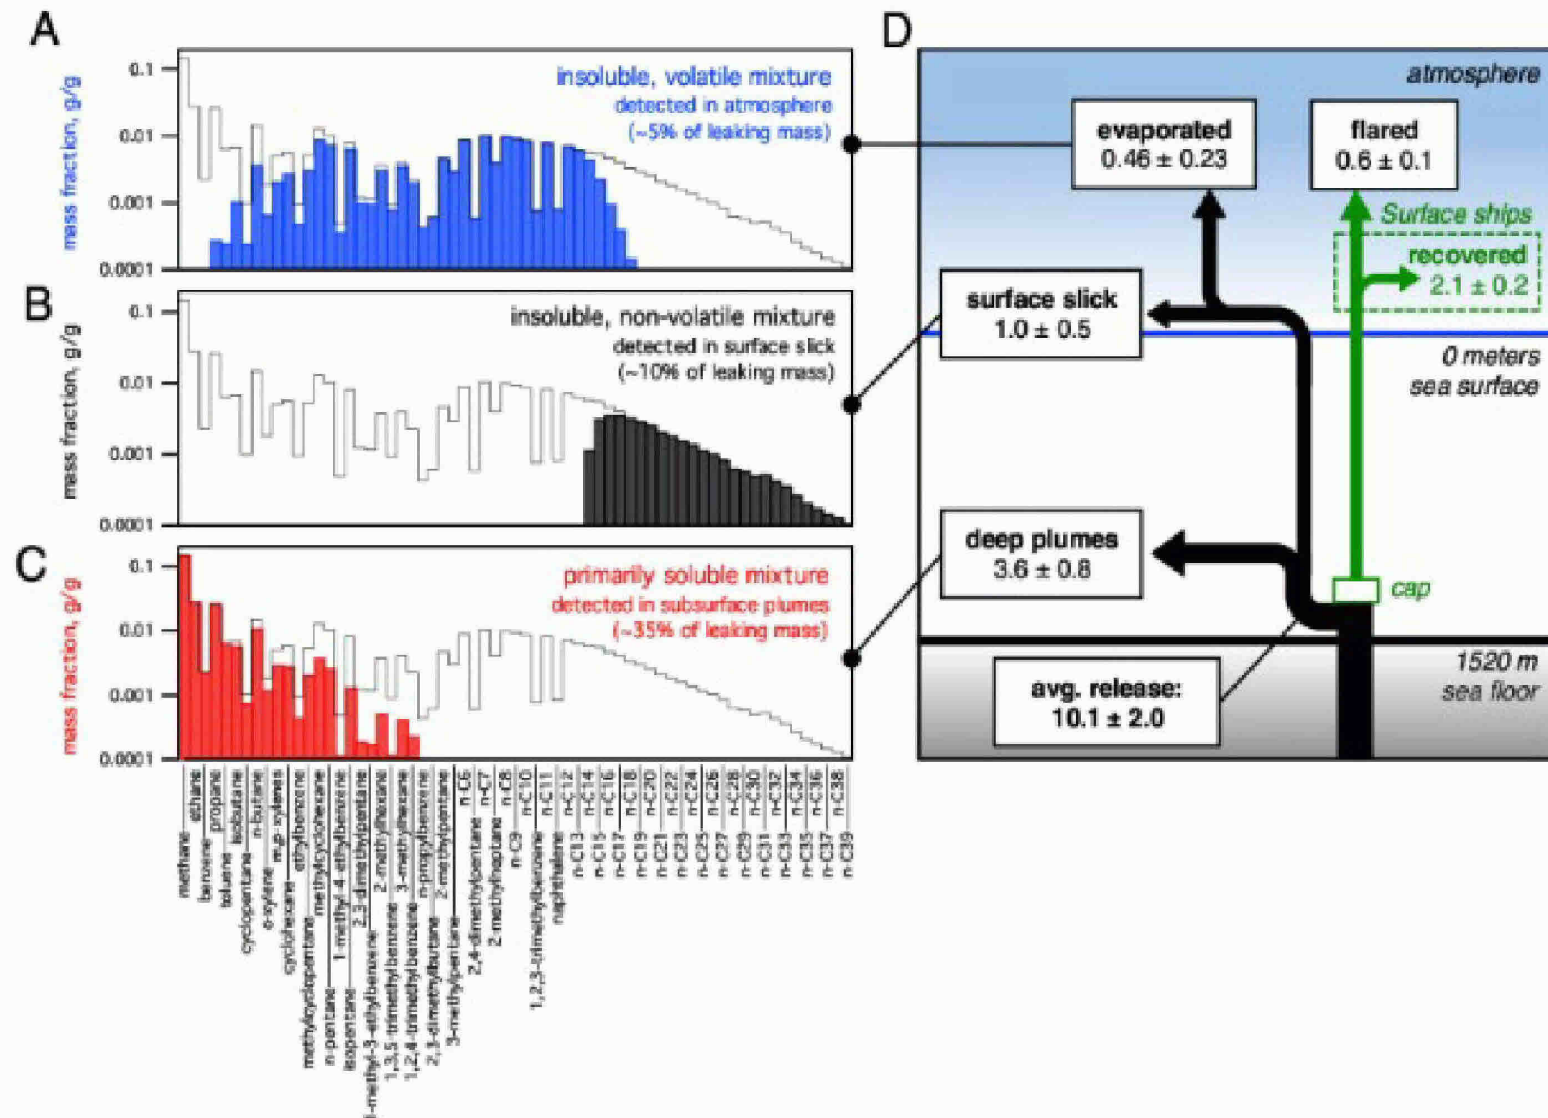 A
mass fraction, g/g
0.1
0.01
0.001
0.0001
insoluble, volatile mixture
detected in atmosphere
(~5% of leaking mass)
B
mass fraction, g/g
0.1
0.01
0.001
0.0001
insoluble, non-volatile mixture
detected in surface slick
(~10% of leaking mass)
C
mass fraction, g/g
0.1
0.01
0.001
0.0001
primarily soluble mixture
detected in subsurface plumes
(~35% of leaking mass)
methane
ethane
benzene
propane
toluene
isobutane
cyclopentane
n-butane
o-xylene
m,p-xylenes
cyclohexane
ethylbenzene
methylcyclopentane
methylcyclohexane
n-pentane
1-methyl-4-ethylbenzene
isopentane
2,3-dimethylpentane
1-methyl-3-ethylbenzene
2-methylhexane
1,3,5-trimethylbenzene
3-methylhexane
1,2,4-trimethylbenzene
n-propylbenzene
2,3-dimethylbutane
2-methylpentane
3-methylpentane
n-C6
2,4-dimethylpentane
n-C7
2-methylheptane
n-C8
n-C9
n-C10
1,2,3-trimethylbenzene
n-C11
naphthalene
n-C12
n-C13
n-C14
n-C15
n-C16
n-C17
n-C18
n-C19
n-C20
n-C21
n-C22
n-C23
n-C24
n-C25
n-C26
n-C27
n-C28
n-C29
n-C30
n-C31
n-C32
n-C33
n-C34
n-C35
n-C36
n-C37
n-C38
n-C39
D
atmosphere
evaporated
0.46 ± 0.23
flared
0.6 ± 0.1
Surface ships
recovered
2.1 ± 0.2
surface slick
1.0 ± 0.5
0 meters
sea surface
deep plumes
3.6 ± 0.8
cap
1520 m
sea floor
avg. release:
10.1 ± 2.0